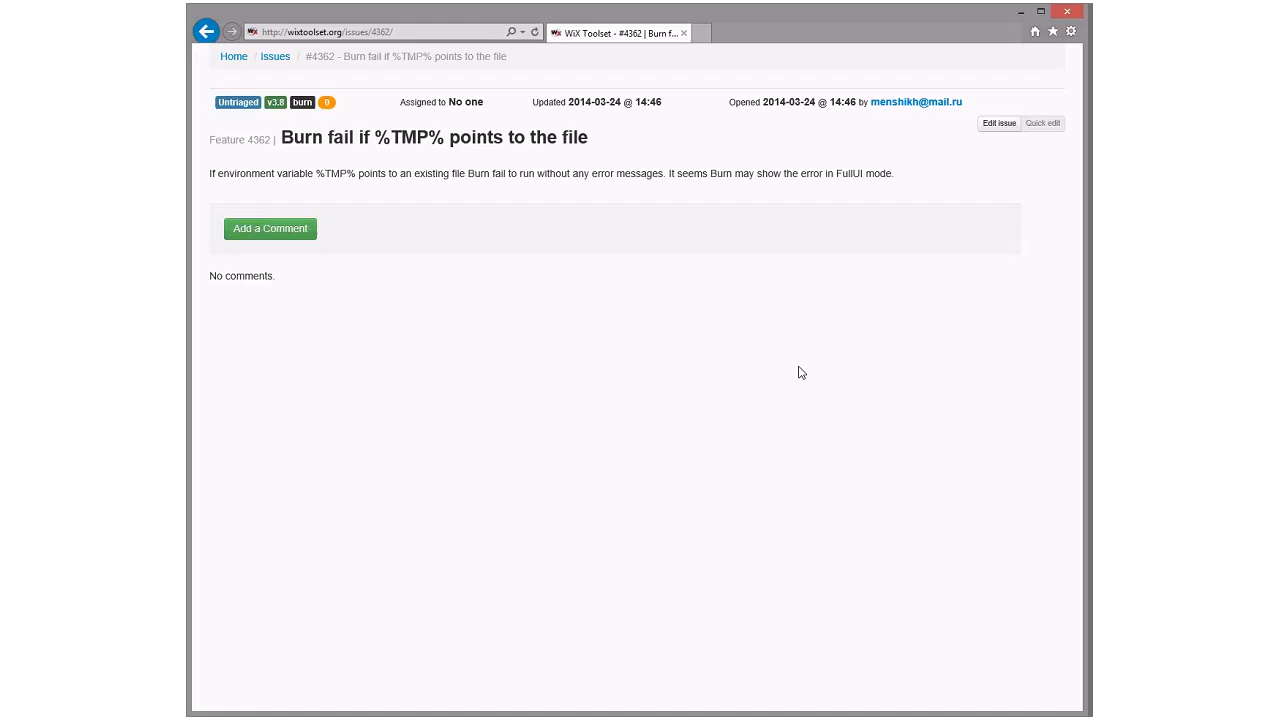 http://wixtoolset.org/issues/4362/
WiX Toolset - #4362 | Burn f...
Home / Issues / #4362 - Burn fail if %TMP% points to the file
Untriaged v3.8 burn 0 Assigned to No one Updated 2014-03-24 @ 14:46 Opened 2014-03-24 @ 14:46 by menshikh@mail.ru
Edit issue Quick edit
Feature 4362 | Burn fail if %TMP% points to the file
If environment variable %TMP% points to an existing file Burn fail to run without any error messages. It seems Burn may show the error in FullUI mode.
Add a Comment
No comments.